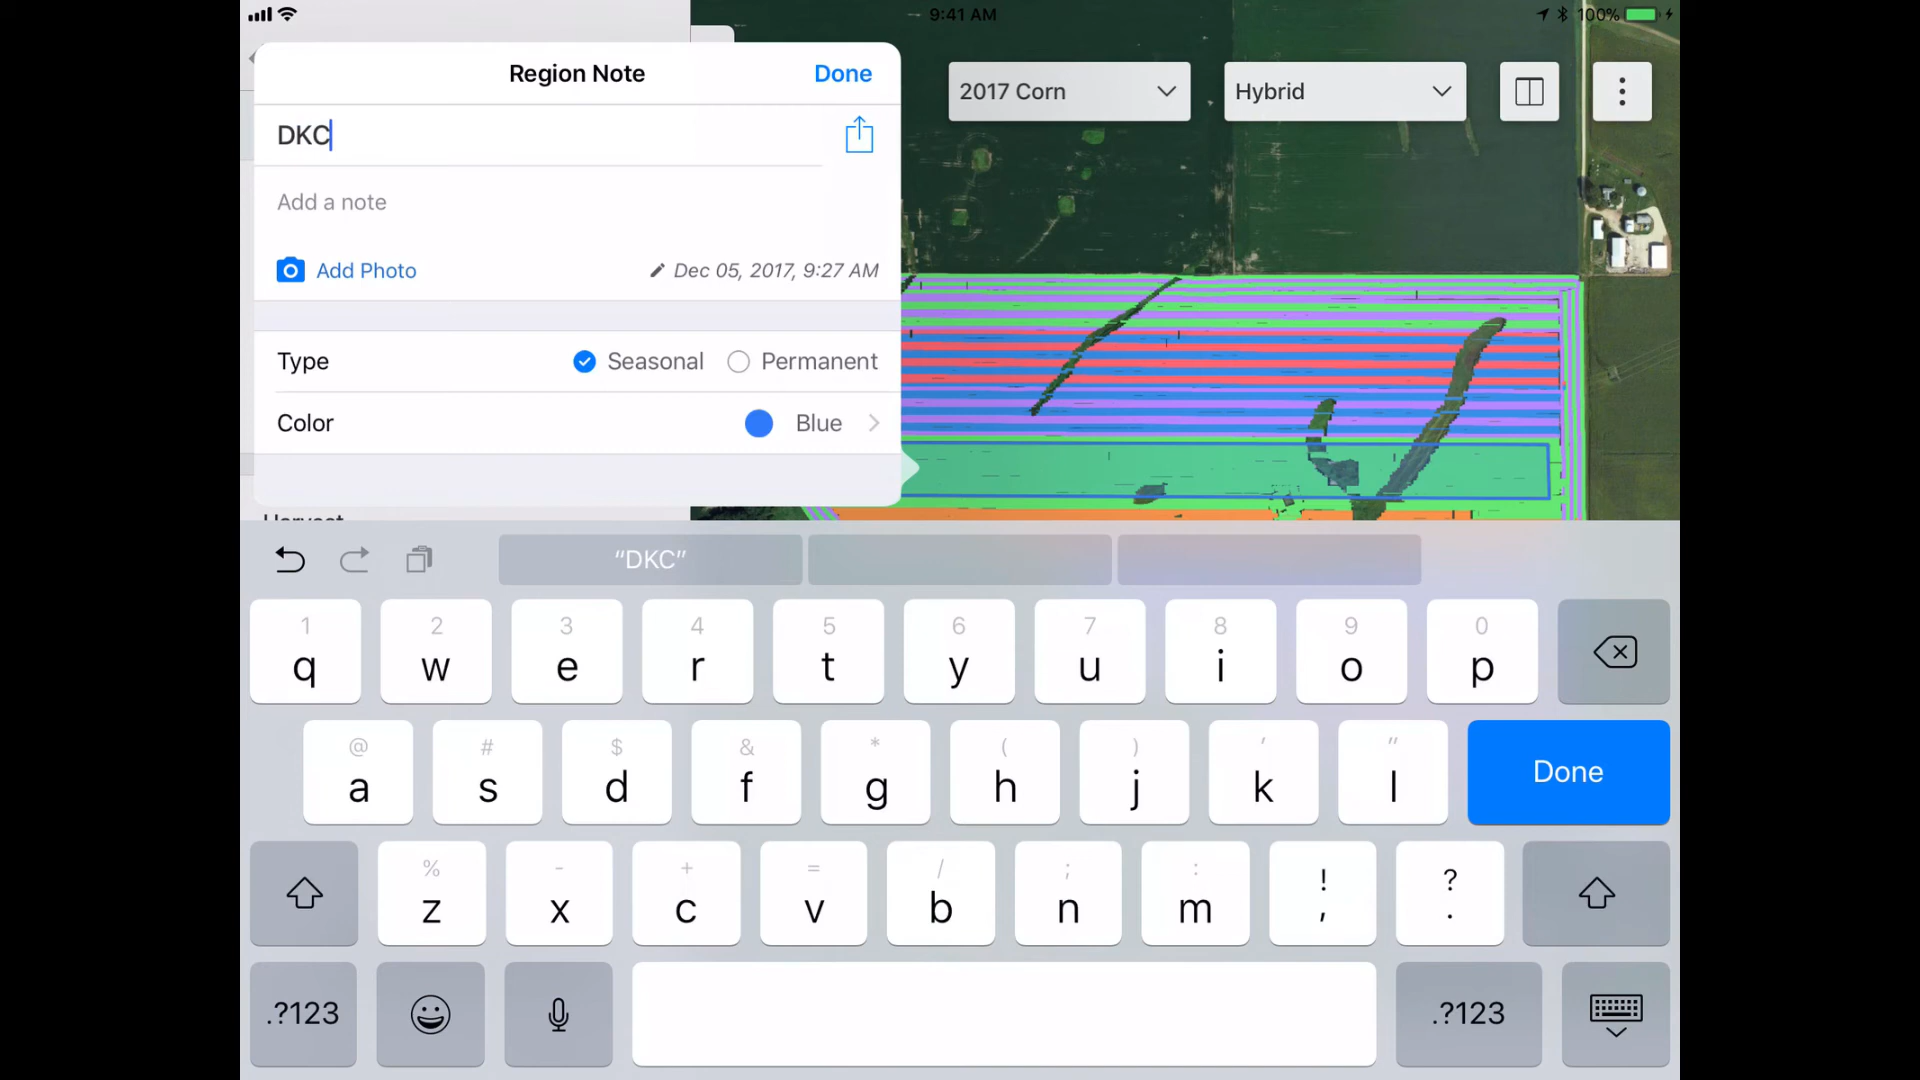 9:41 AM
100%
Region Note
Done
2017 Corn
Hybrid
DKC
Add a note
Add Photo
Dec 05, 2017, 9:27 AM
Type
Seasonal
Permanent
Color
Blue
Harvest
“DKC”
1 2 3 4 5 6 7 8 9 0
q w e r t y u i o p
@ # $ & * ( ) ' "
a s d f g h j k l
Done
% - + = / ; : ! ?
z x c v b n m , .
.?123
.?123